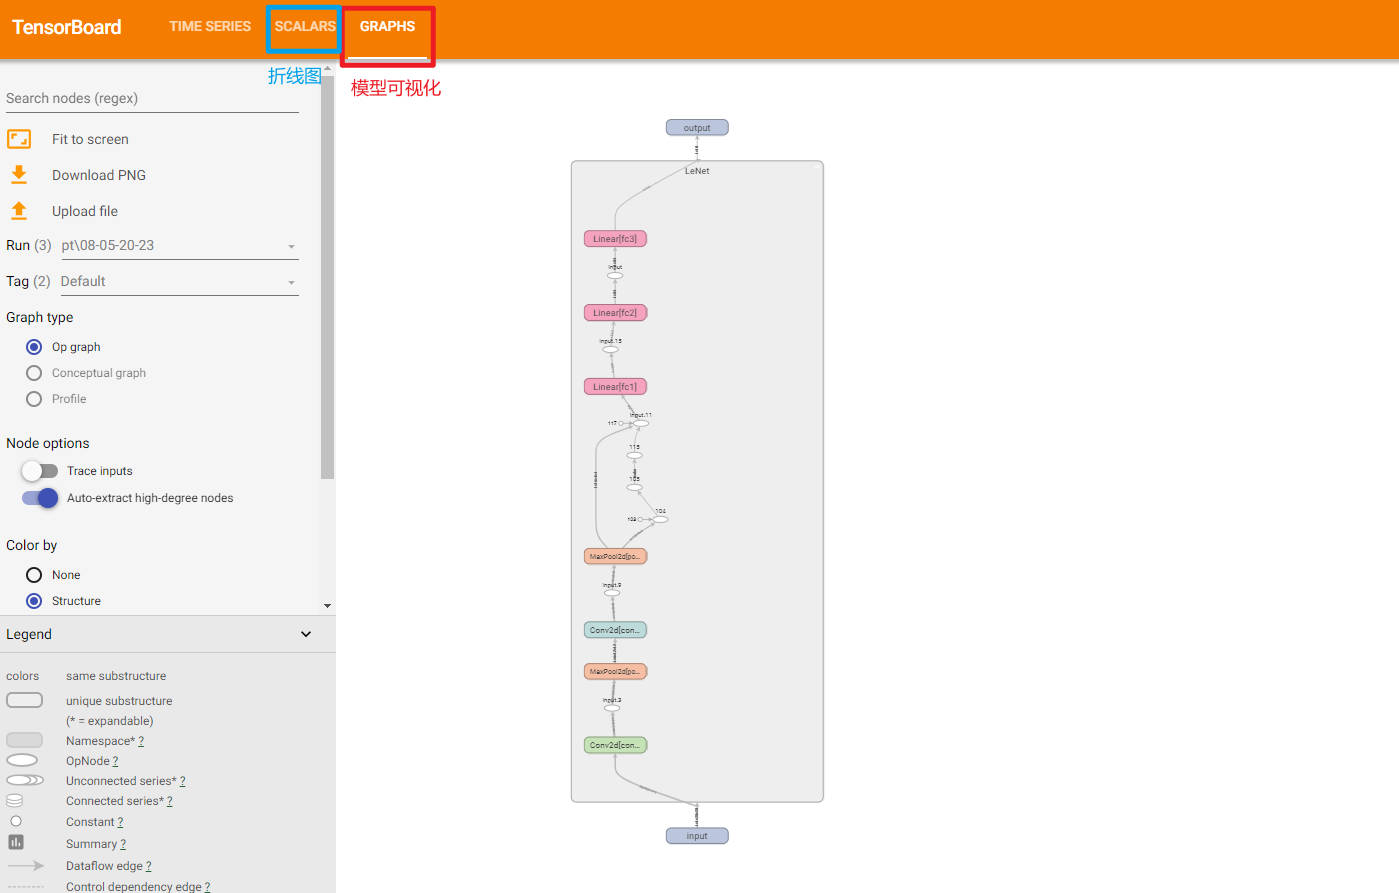 TensorBoard
TIME SERIES
SCALARS
GRAPHS
折线图
模型可视化
Search nodes (regex)
Fit to screen
Download PNG
Upload file
Run (3) pt\08-05-20-23
Tag (2) Default
Graph type
Op graph
Conceptual graph
Profile
Node options
Trace inputs
Auto-extract high-degree nodes
Color by
None
Structure
Legend
colors same substructure
unique substructure
(* = expandable)
Namespace* ?
OpNode ?
Unconnected series* ?
Connected series* ?
Constant ?
Summary ?
Dataflow edge ?
Control dependency edge ?
output
LeNet
Linear[fc3]
input
Linear[fc2]
input.15
Linear[fc1]
input.11
117
115
105
104
103
MaxPool2d[po...
input.9
Conv2d[con...
MaxPool2d[po...
input.3
Conv2d[con...
input